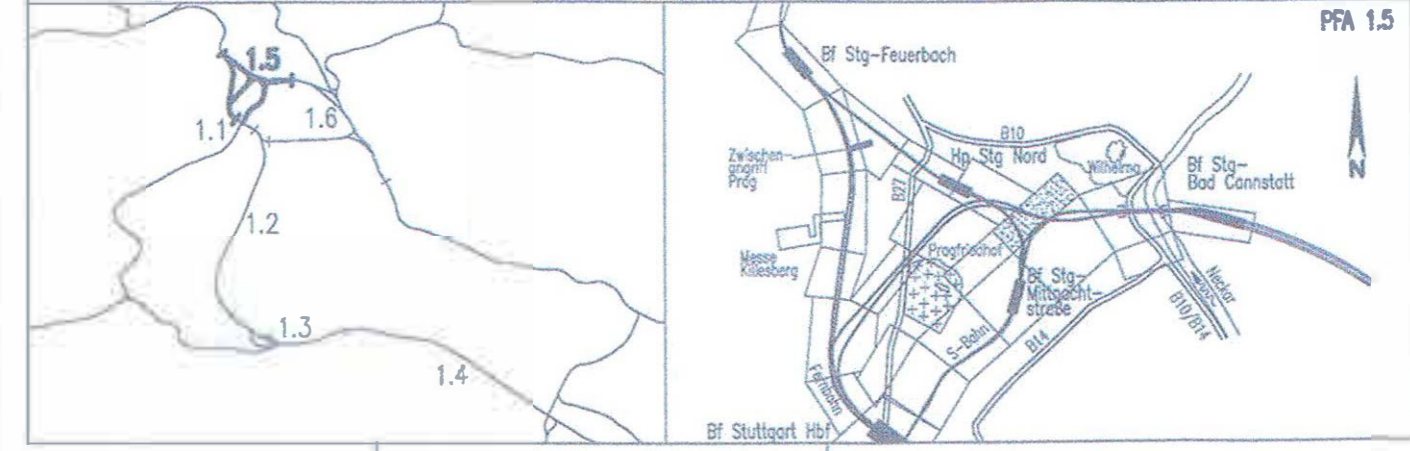 PFA 1.5
1.5
1.6
1.1
1.2
1.3
1.4
Bf Stg-Feuerbach
B10
Zwischen-
angriff
Prag
Hp Stg Nord
Wilhelma
Bf Stg-
Bad Cannstatt
N
B27
Messe
Killesberg
Pragfriedhof
Bf Stg-
Mittnacht-
straße
Neckar
B10/B14
S-Bahn
B14
Fernbahn
Bf Stuttgart Hbf